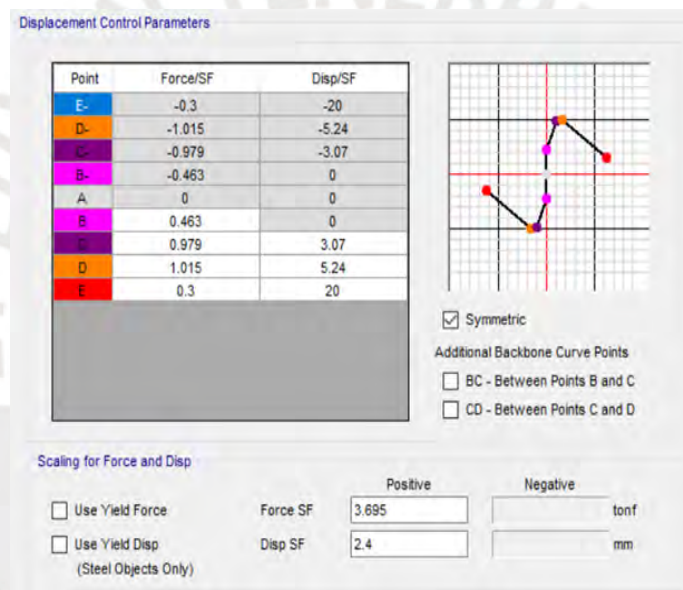 Displacement Control Parameters
Point Force/SF Disp/SF
E- -0.3 -20
D- -1.015 -5.24
C- -0.979 -3.07
B- -0.463 0
A 0 0
B 0.463 0
C 0.979 3.07
D 1.015 5.24
E 0.3 20
Symmetric
Additional Backbone Curve Points
BC - Between Points B and C
CD - Between Points C and D
Scaling for Force and Disp
Positive Negative
Use Yield Force Force SF 3.695 tonf
Use Yield Disp Disp SF 2.4 mm
(Steel Objects Only)